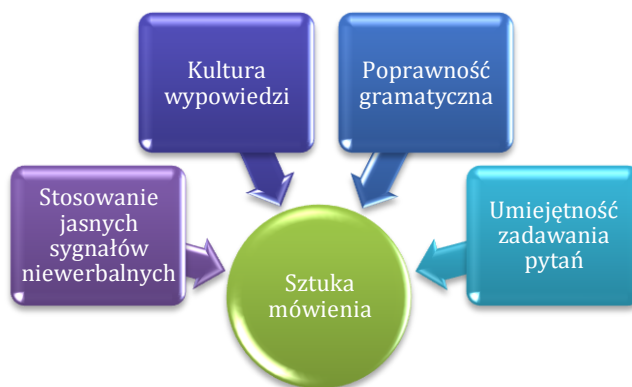 Kultura
wypowiedzi
Poprawność
gramatyczna
Stosowanie
jasnych
sygnałów
niewerbalnych
Umiejętność
zadawania
pytań
Sztuka
mówienia